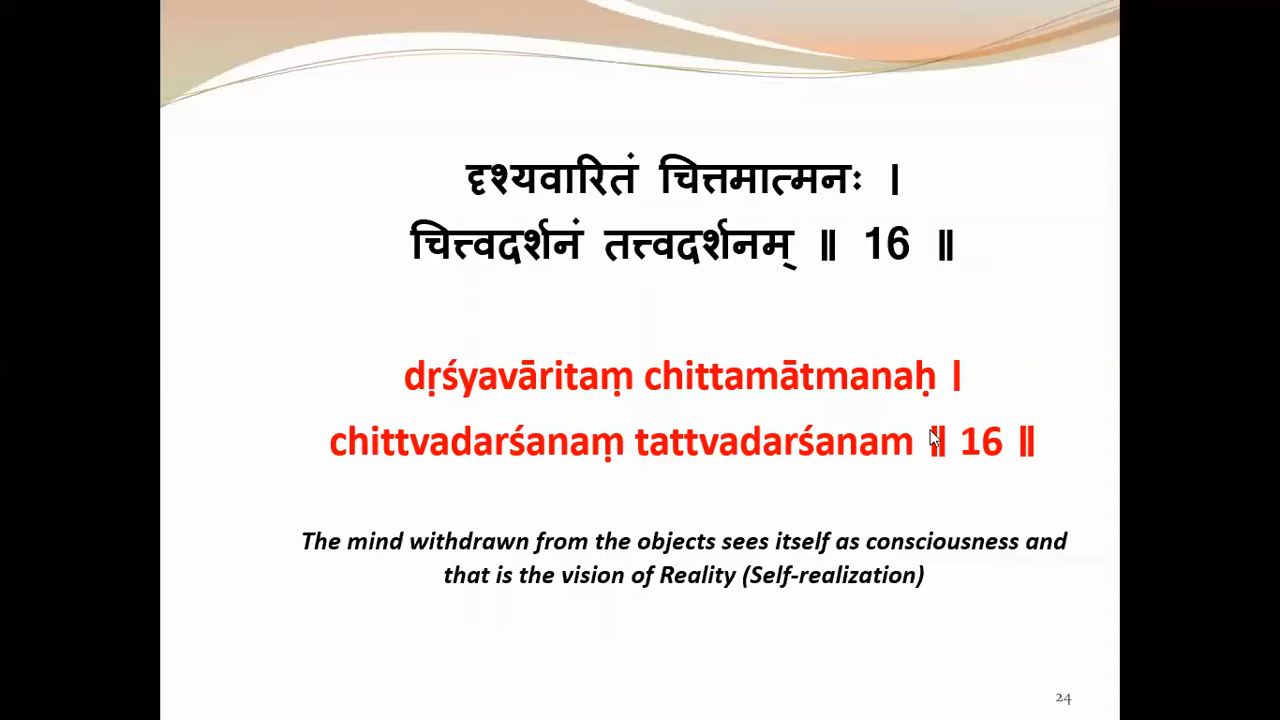 दृश्यवारितं चित्तमात्मनः ।
चित्त्वदर्शनं तत्त्वदर्शनम् ॥ 16 ॥
dṛśyavāritaṃ chittamātmanaḥ ।
chittvadarśanaṃ tattvadarśanam ॥ 16 ॥
The mind withdrawn from the objects sees itself as consciousness and
that is the vision of Reality (Self-realization)
24